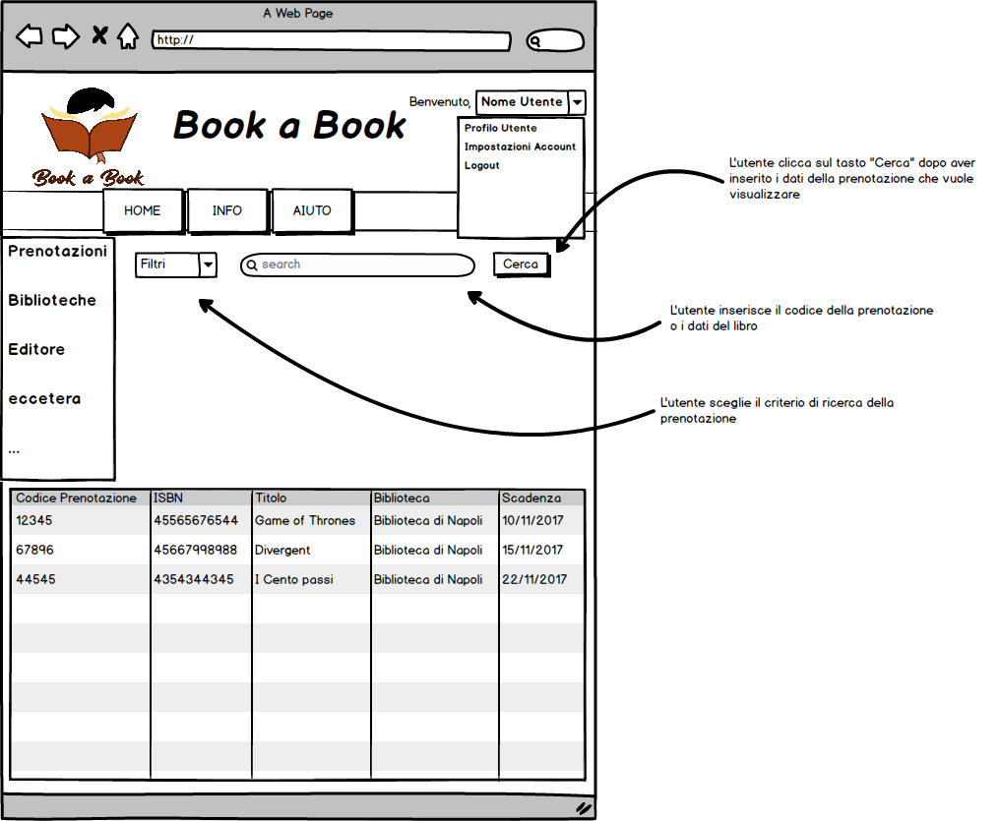 A Web Page
http://
Benvenuto, Nome Utente
Profilo Utente
Impostazioni Account
Logout
Book a Book
Book a Book
HOME INFO AIUTO
Prenotazioni
Biblioteche
Editore
eccetera
...
Filtri search Cerca
L'utente clicca sul tasto "Cerca" dopo aver
inserito i dati della prenotazione che vuole
visualizzare
L'utente inserisce il codice della prenotazione
o i dati del libro
L'utente sceglie il criterio di ricerca della
prenotazione
Codice Prenotazione ISBN Titolo Biblioteca Scadenza
12345 45565676544 Game of Thrones Biblioteca di Napoli 10/11/2017
67896 45667998988 Divergent Biblioteca di Napoli 15/11/2017
44545 4354344345 I Cento passi Biblioteca di Napoli 22/11/2017